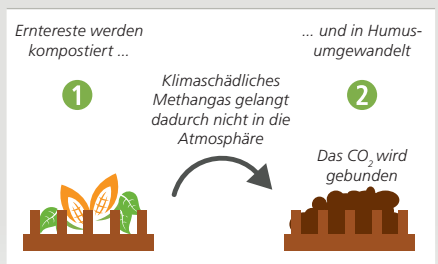 Erntereste werden
kompostiert ...
1
Klimaschädliches
Methangas gelangt
dadurch nicht in die
Atmosphäre
... und in Humus-
umgewandelt
2
Das CO₂ wird
gebunden